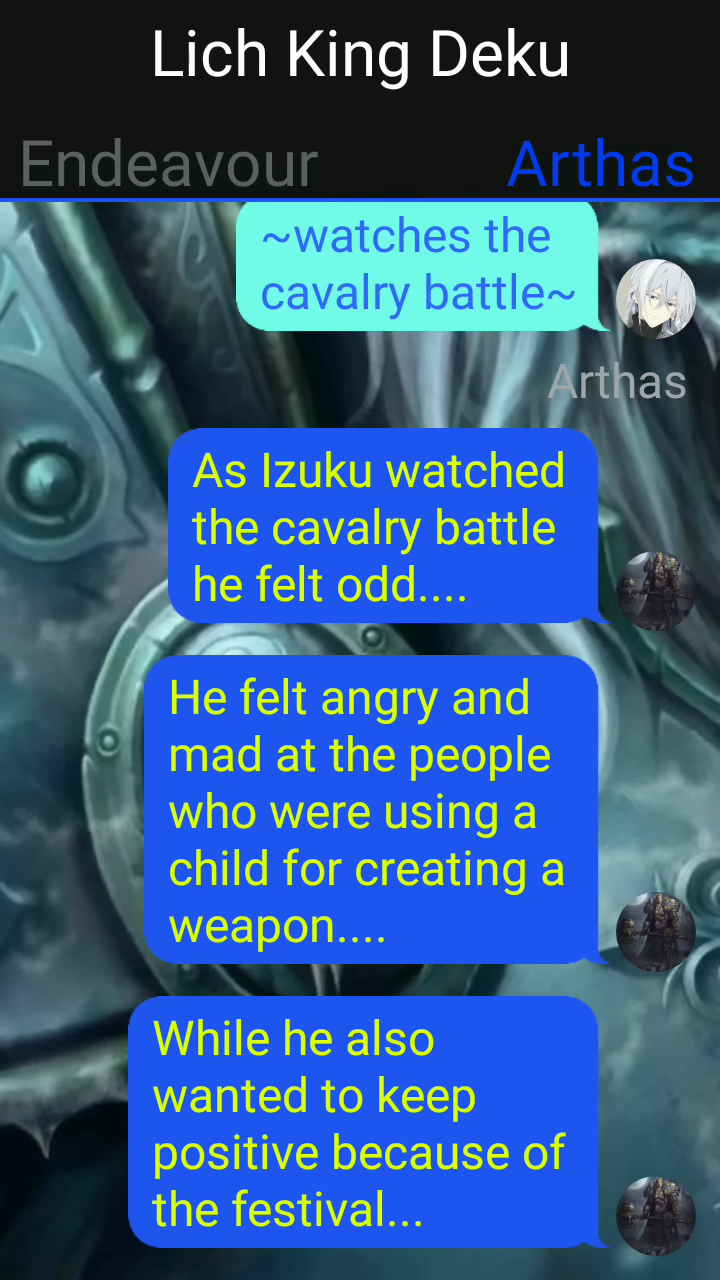 Lich King Deku
Endeavour
Arthas
~watches the
cavalry battle~
Arthas
As Izuku watched
the cavalry battle
he felt odd....
He felt angry and
mad at the people
who were using a
child for creating a
weapon....
While he also
wanted to keep
positive because of
the festival...